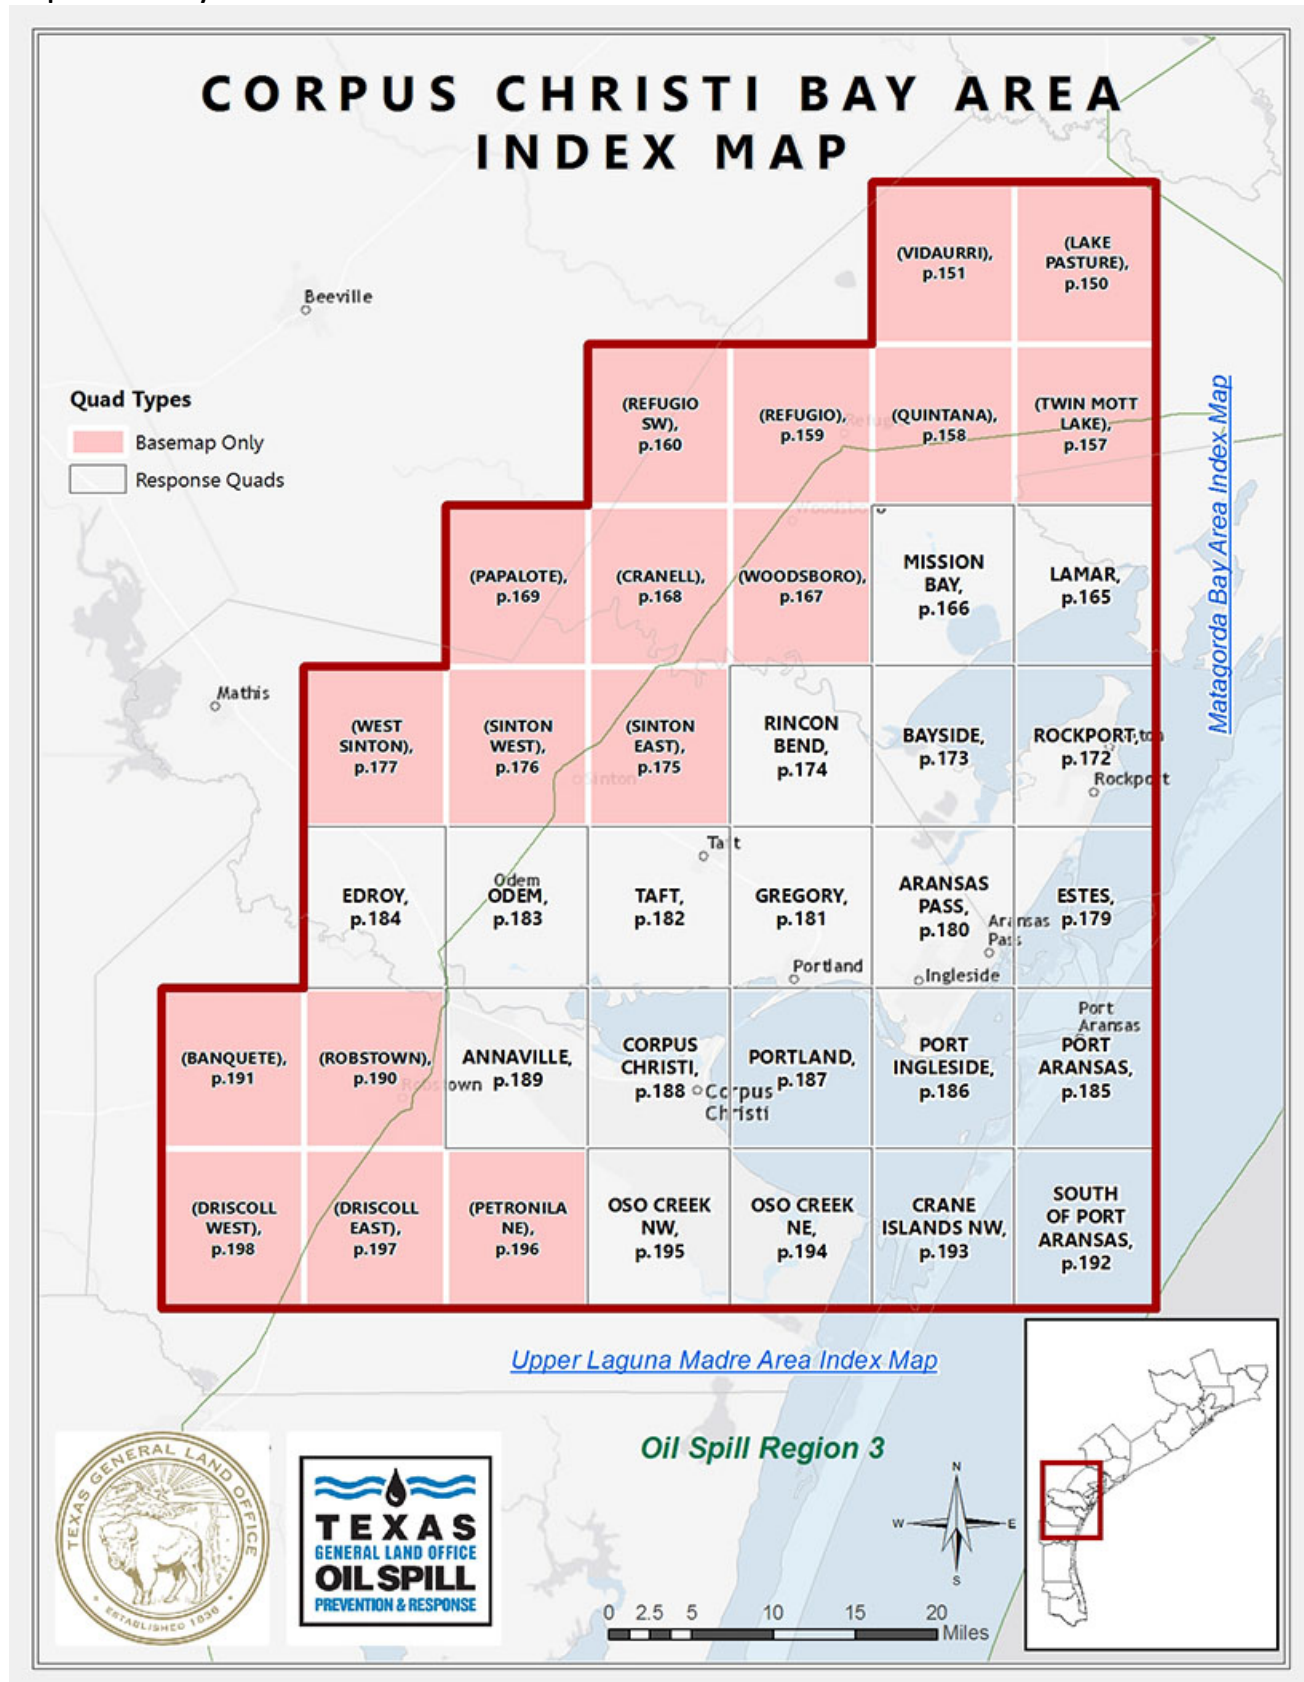 CORPUS CHRISTI BAY AREA
INDEX MAP
(VIDAURRI),
p.151
(LAKE
PASTURE),
p.150
Beeville
Quad Types
Basemap Only
Response Quads
(REFUGIO
SW),
p.160
(REFUGIO),
p.159
(QUINTANA),
p.158
(TWIN MOTT
LAKE),
p.157
Matagorda Bay Area Index Map
(PAPALOTE),
p.169
(CRANELL),
p.168
(WOODSBORO),
p.167
MISSION
BAY,
p.166
LAMAR,
p.165
Mathis
(WEST
SINTON),
p.177
(SINTON
WEST),
p.176
Sinton
(SINTON
EAST),
p.175
RINCON
BEND,
p.174
BAYSIDE,
p.173
ROCKPORT,
p.172
Rockport
EDROY,
p.184
Odem
ODEM,
p.183
Taft
TAFT,
p.182
GREGORY,
p.181
Portland
ARANSAS
PASS,
p.180
Aransas
Pass
Ingleside
ESTES,
p.179
(BANQUETE),
p.191
(ROBSTOWN),
p.190
Robstown
ANNAVILLE,
p.189
CORPUS
CHRISTI,
p.188
Corpus
Christi
PORTLAND,
p.187
PORT
INGLESIDE,
p.186
Port
Aransas
PORT
ARANSAS,
p.185
(DRISCOLL
WEST),
p.198
(DRISCOLL
EAST),
p.197
(PETRONILA
NE),
p.196
OSO CREEK
NW,
p.195
OSO CREEK
NE,
p.194
CRANE
ISLANDS NW,
p.193
SOUTH
OF PORT
ARANSAS,
p.192
Upper Laguna Madre Area Index Map
Oil Spill Region 3
TEXAS GENERAL LAND OFFICE
ESTABLISHED 1836
TEXAS
GENERAL LAND OFFICE
OIL SPILL
PREVENTION & RESPONSE
N
W E
S
0 2.5 5 10 15 20
Miles